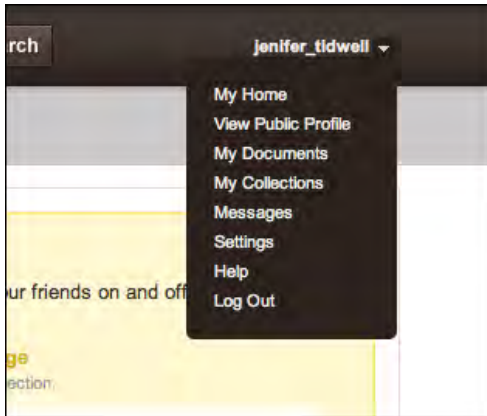 rch
jenifer_tidwell
My Home
View Public Profile
My Documents
My Collections
Messages
Settings
Help
Log Out
ur friends on and off
ge
ection.